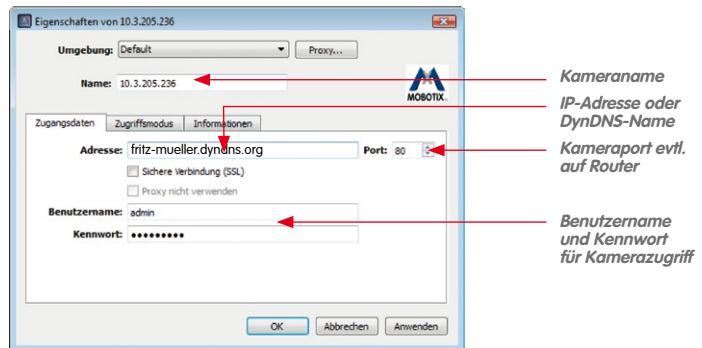 Eigenschaften von 10.3.205.236
Umgebung: Default Proxy...
Name: 10.3.205.236
MOBOTIX
Kameraname
IP-Adresse oder
DynDNS-Name
Zugangsdaten Zugriffsmodus Informationen
Adresse: fritz-mueller.dyndns.org Port: 80
Kameraport evtl.
auf Router
Sichere Verbindung (SSL)
Proxy nicht verwenden
Benutzername: admin
Kennwort: •••••••••
Benutzername
und Kennwort
für Kamerazugriff
OK Abbrechen Anwenden